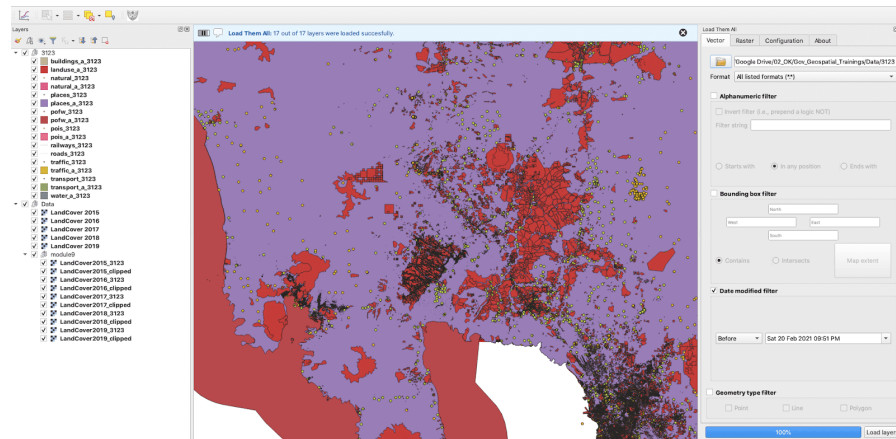 Layers
Load Them All: 17 out of 17 layers were loaded succesfully.
3123
buildings_a_3123
landuse_a_3123
natural_3123
natural_a_3123
places_3123
places_a_3123
pofw_3123
pofw_a_3123
pois_3123
pois_a_3123
railways_3123
roads_3123
traffic_3123
traffic_a_3123
transport_3123
transport_a_3123
water_a_3123
Data
LandCover 2015
LandCover 2016
LandCover 2017
LandCover 2018
LandCover 2019
module9
LandCover2015_3123
LandCover2015_clipped
LandCover2016_3123
LandCover2016_clipped
LandCover2017_3123
LandCover2017_clipped
LandCover2018_3123
LandCover2018_clipped
LandCover2019_3123
LandCover2019_clipped
Load Them All
Vector Raster Configuration About
'Google Drive/02_OK/Gov_Geospatial_Trainings/Data/3123
Format All listed formats (*.*)
Alphanumeric filter
Invert filter (i.e., prepend a logic NOT)
Filter string
Starts with In any position Ends with
Bounding box filter
North
West East
South
Contains Intersects Map extent
Date modified filter
Before Sat 20 Feb 2021 09:51 PM
Geometry type filter
Point Line Polygon
100% Load layers